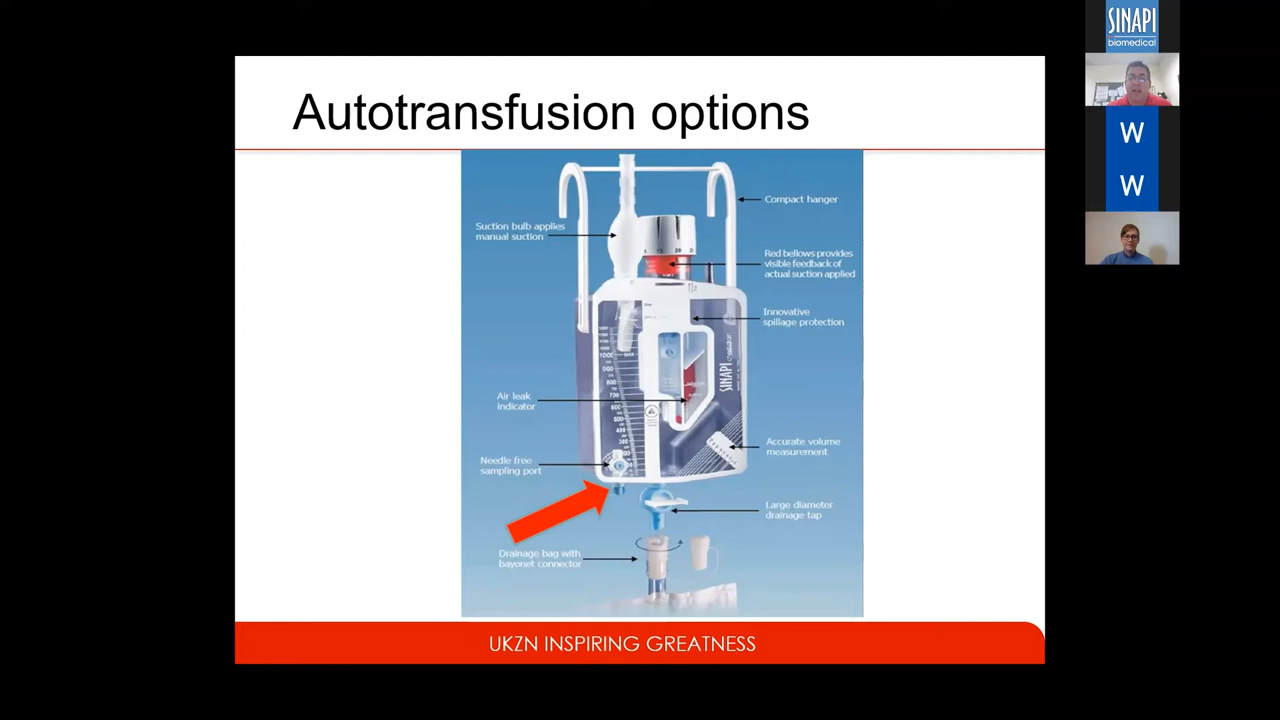 SINAPI
biomedical
W
W
Autotransfusion options
Compact hanger
Suction bulb applies
manual suction
Red bellows provides
visible feedback of
actual suction applied
Innovative
spillage protection
SINAPI
1000
MAX
Air leak
indicator
Accurate volume
measurement
Needle free
sampling port
Large diameter
drainage tap
Drainage bag with
bayonet connector
UKZN INSPIRING GREATNESS